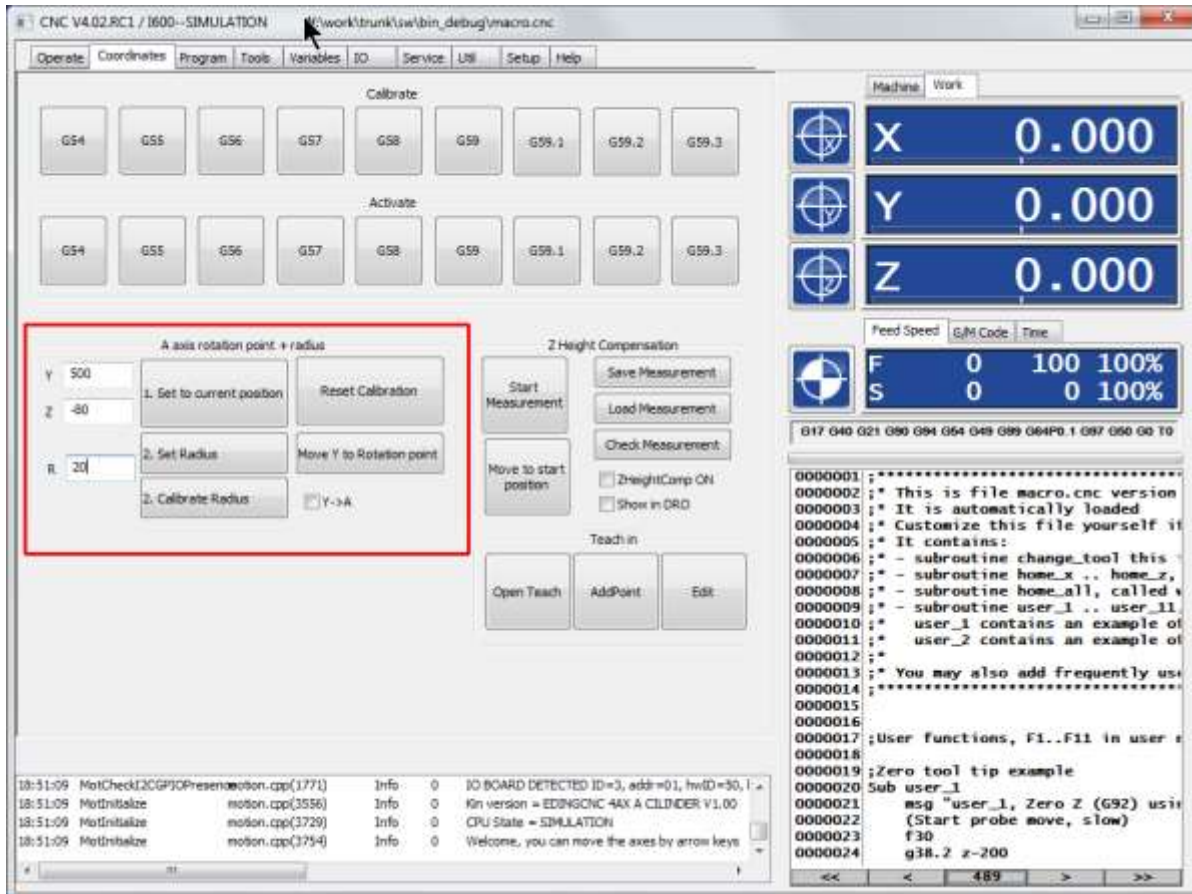 CNC V4.02.RC1 / I600--SIMULATION \work\trunk\sw\bin_debug\macro.cnc
Operate Coordinates Program Tools Variables IO Service Util Setup Help
Calibrate
G54 G55 G56 G57 G58 G59 G59.1 G59.2 G59.3
Activate
G54 G55 G56 G57 G58 G59 G59.1 G59.2 G59.3
A axis rotation point + radius
Y 500
1. Set to current position
Reset Calibration
Z -80
R 20
2. Set Radius
Move Y to Rotation point
2. Calibrate Radius
Y->A
Z Height Compensation
Start Measurement
Save Measurement
Load Measurement
Move to start position
Check Measurement
ZHeightComp ON
Show in DRO
Teach in
Open Teach AddPoint Edit
Machine Work
X 0.000
Y 0.000
Z 0.000
Feed Speed G/M Code Time
F 0 100 100%
S 0 0 100%
G17 G40 G21 G90 G94 G54 G49 G99 G64P0.1 G97 G50 G0 T0
0000001 ;**********************************
0000002 ;* This is file macro.cnc version
0000003 ;* It is automatically loaded
0000004 ;* Customize this file yourself if
0000005 ;* It contains:
0000006 ;* - subroutine change_tool this
0000007 ;* - subroutine home_x .. home_z,
0000008 ;* - subroutine home_all, called
0000009 ;* - subroutine user_1 .. user_11
0000010 ;* user_1 contains an example of
0000011 ;* user_2 contains an example of
0000012 ;*
0000013 ;* You may also add frequently use
0000014 ;**********************************
0000015
0000016
0000017 ;User functions, F1..F11 in user
0000018
0000019 ;Zero tool tip example
0000020 Sub user_1
0000021 msg "user_1, Zero Z (G92) usin
0000022 (Start probe move, slow)
0000023 f30
0000024 g38.2 z-200
<< < 489 > >>
18:51:09 MotCheckI2CGPIOPresen motion.cpp(1771) Info 0 IO BOARD DETECTED ID=3, addr=01, hwID=50,
18:51:09 MotInitialize motion.cpp(3556) Info 0 Kin version = EDINGCNC 4AX A CILINDER V1.00
18:51:09 MotInitialize motion.cpp(3729) Info 0 CPU State = SIMULATION
18:51:09 MotInitialize motion.cpp(3754) Info 0 Welcome, you can move the axes by arrow keys